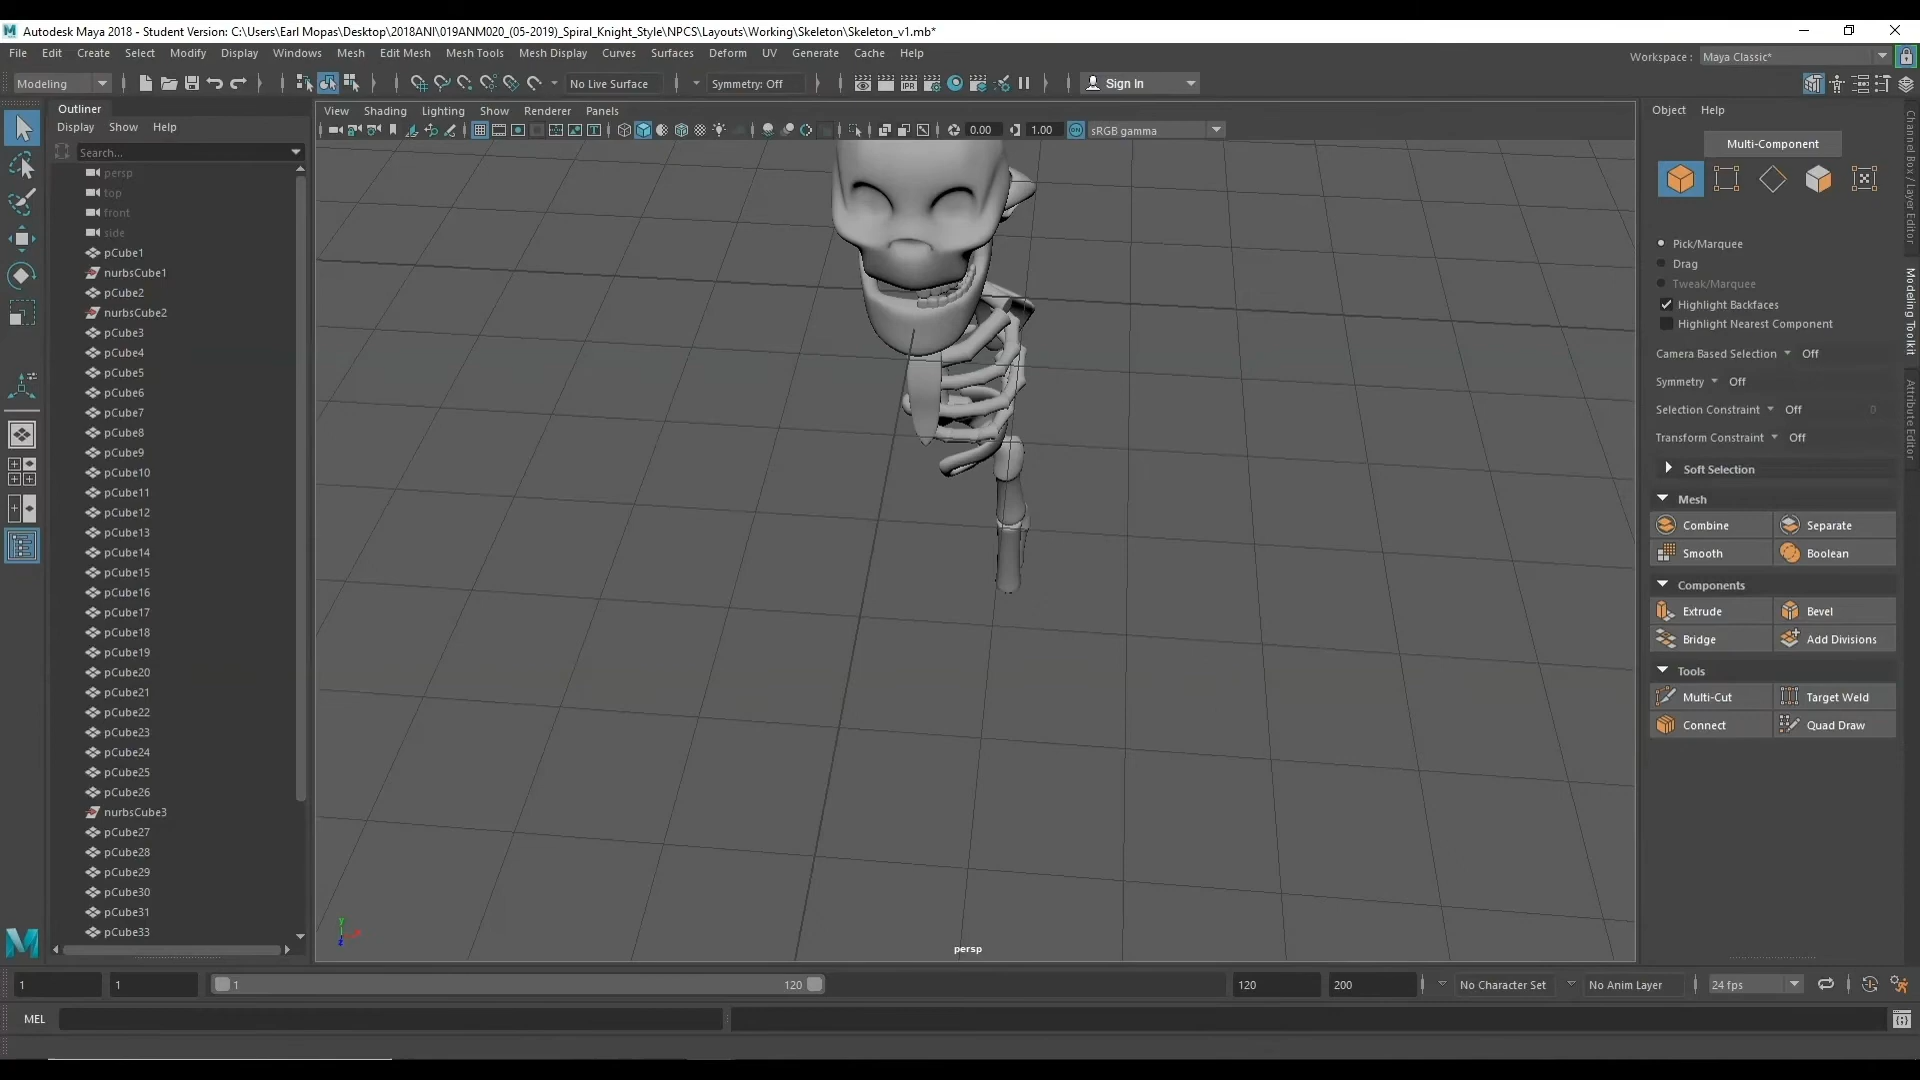 Autodesk Maya 2018 - Student Version: C:\Users\Earl Mopas\Desktop\2018ANI\019ANM020_(05-2019)_Spiral_Knight_Style\NPCS\Layouts\Working\Skeleton\Skeleton_v1.mb*
File Edit Create Select Modify Display Windows Mesh Edit Mesh Mesh Tools Mesh Display Curves Surfaces Deform UV Generate Cache Help
Workspace : Maya Classic*
Modeling No Live Surface Symmetry: Off IPR Sign In
Outliner
Display Show Help
Search...
persp
top
front
side
pCube1
nurbsCube1
pCube2
nurbsCube2
pCube3
pCube4
pCube5
pCube6
pCube7
pCube8
pCube9
pCube10
pCube11
pCube12
pCube13
pCube14
pCube15
pCube16
pCube17
pCube18
pCube19
pCube20
pCube21
pCube22
pCube23
pCube24
pCube25
pCube26
nurbsCube3
pCube27
pCube28
pCube29
pCube30
pCube31
pCube33
View Shading Lighting Show Renderer Panels
0.00 1.00 ON sRGB gamma
y
z
persp
Object Help
Multi-Component
Pick/Marquee
Drag
Tweak/Marquee
Highlight Backfaces
Highlight Nearest Component
Camera Based Selection Off
Symmetry Off
Selection Constraint Off 0
Transform Constraint Off
Soft Selection
Mesh
Combine Separate
Smooth Boolean
Components
Extrude Bevel
Bridge Add Divisions
Tools
Multi-Cut Target Weld
Connect Quad Draw
Channel Box / Layer Editor
Modeling Toolkit
Attribute Editor
1 1 1 120 120 200 No Character Set No Anim Layer 24 fps
MEL